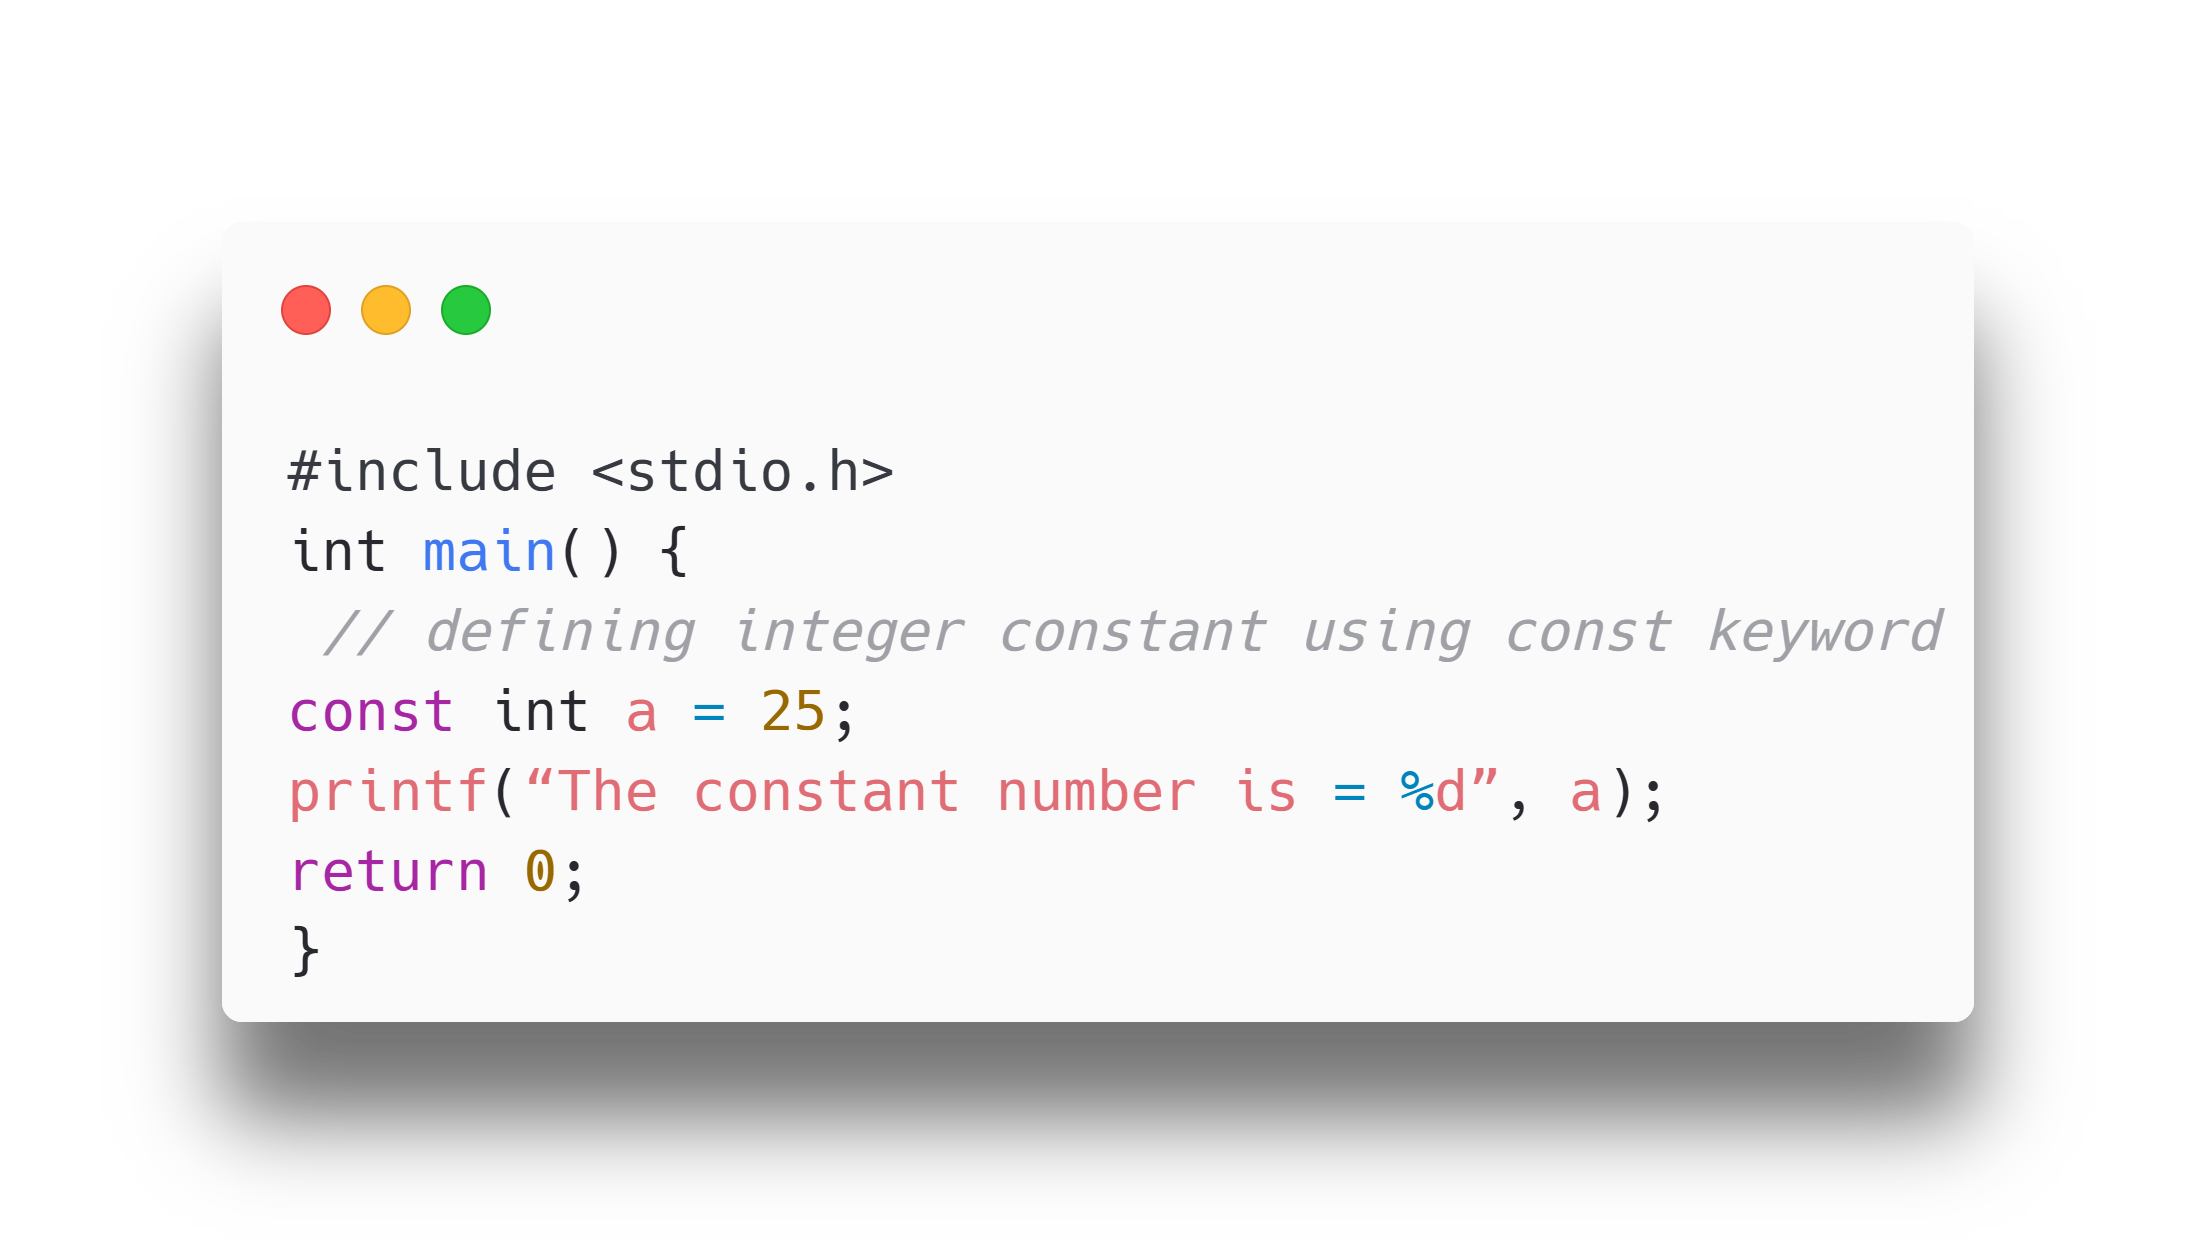 #include <stdio.h>
int main() {
 // defining integer constant using const keyword
const int a = 25;
printf(“The constant number is = %d”, a);
return 0;
}